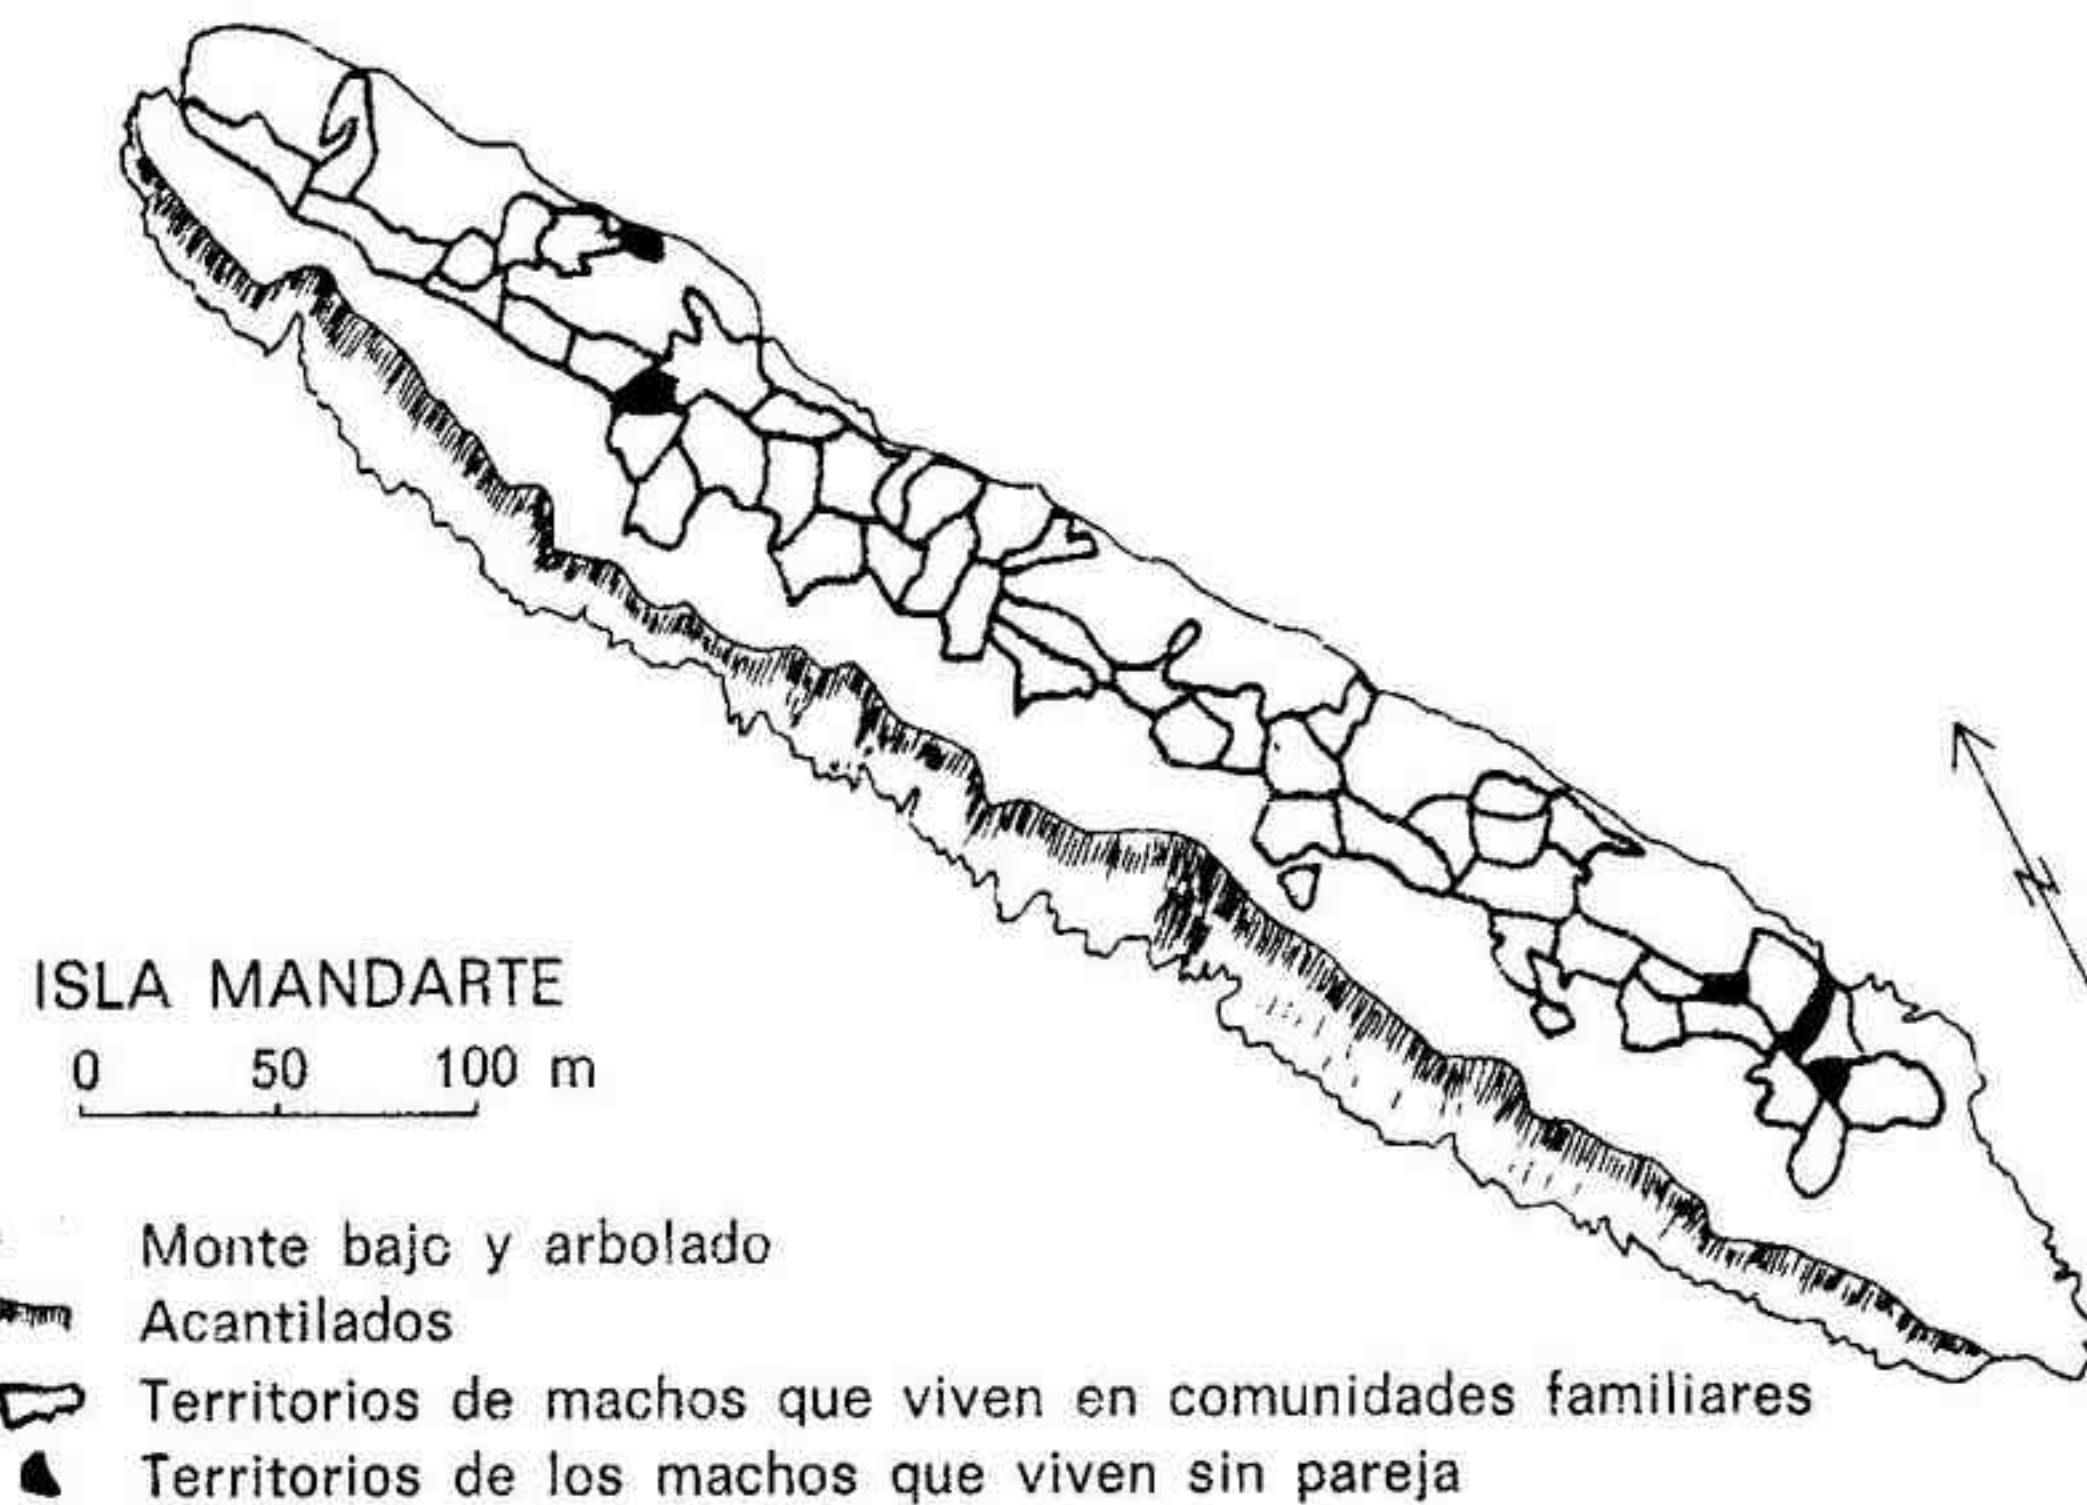 ISLA MANDARTE
0 50 100 m
Monte bajo y arbolado
Acantilados
Territorios de machos que viven en comunidades familiares
Territorios de los machos que viven sin pareja